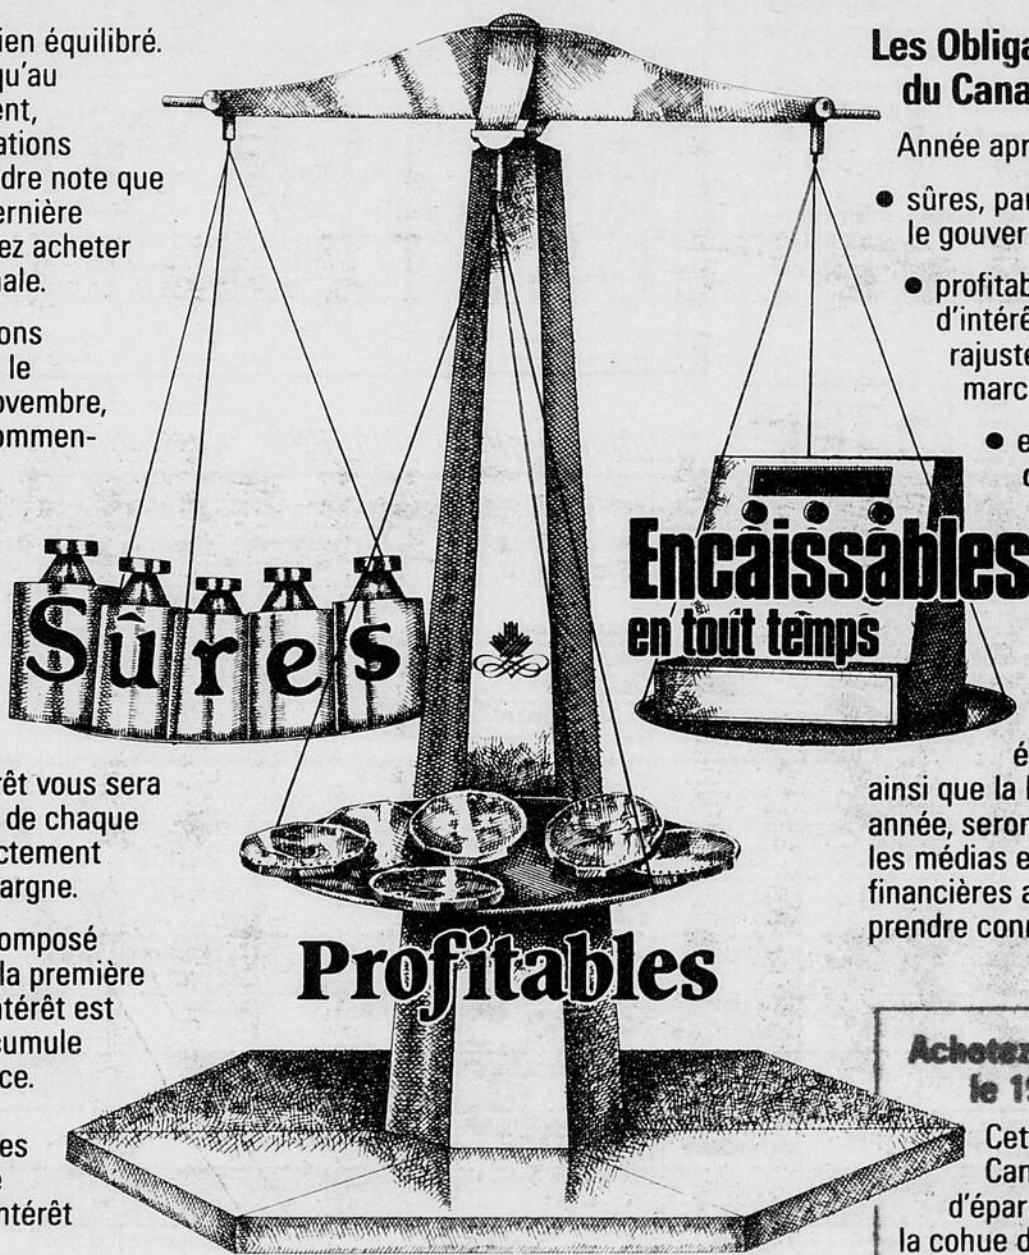 ien équilibré.
qu'au
ent,
ations
dre note que
ernière
ez acheter
nale.
ons
le
ovembre,
ommen-
Sûres
rêt vous sera
de chaque
ctement
pargne.
omposé
la première
ntérêt est
cumule
ce.
es
e
ntérêt
Encaissables
en tout temps
Profitables
Les Obliga
du Cana
Année apr
● sûres, par
le gouver
● profitab
d'intérê
rajuste
marc
● e
c
é
ainsi que la
année, seron
les médias e
financières a
prendre conn
Achetez
le 1
Cet
Can
d'épar
la cohue d